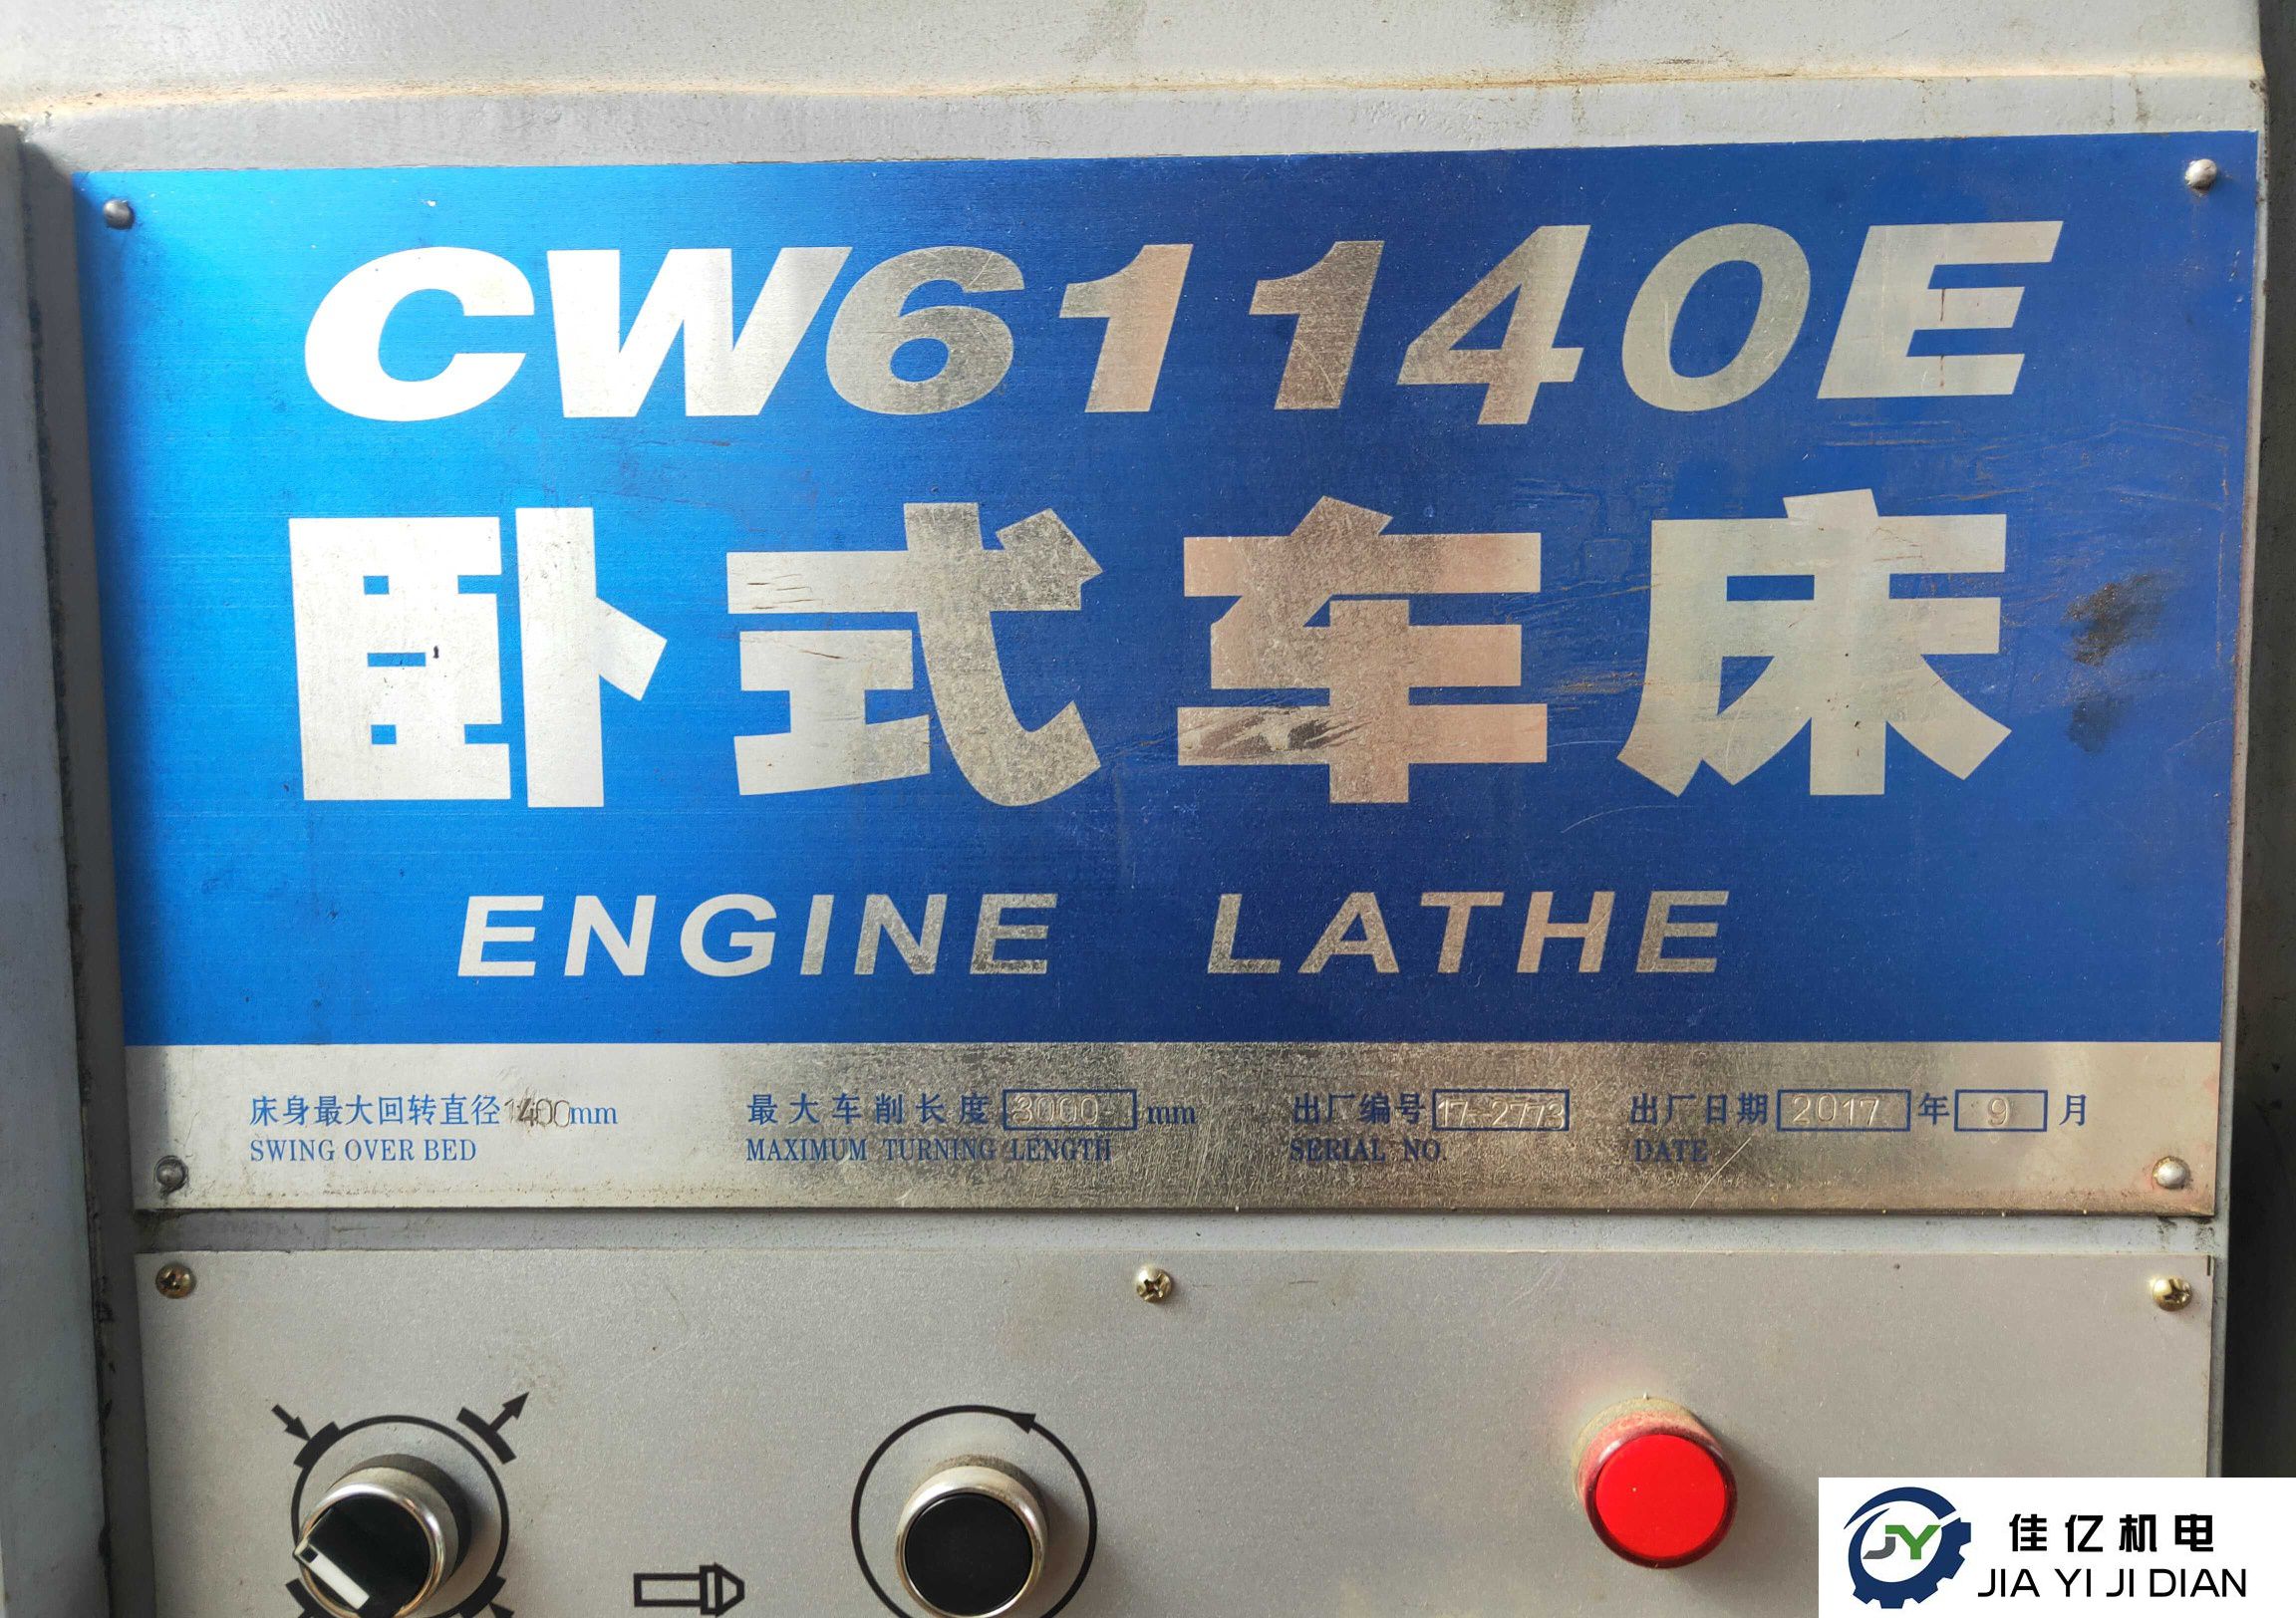 CW61140E
卧式车床
ENGINE LATHE
床身最大回转直径1400mm 最大车削长度3000mm 出厂编号17-2773 出厂日期2017年9月
SWING OVER BED MAXIMUM TURNING LENGTH SERIAL NO. DATE
JY 佳亿机电
JIA YI JI DIAN